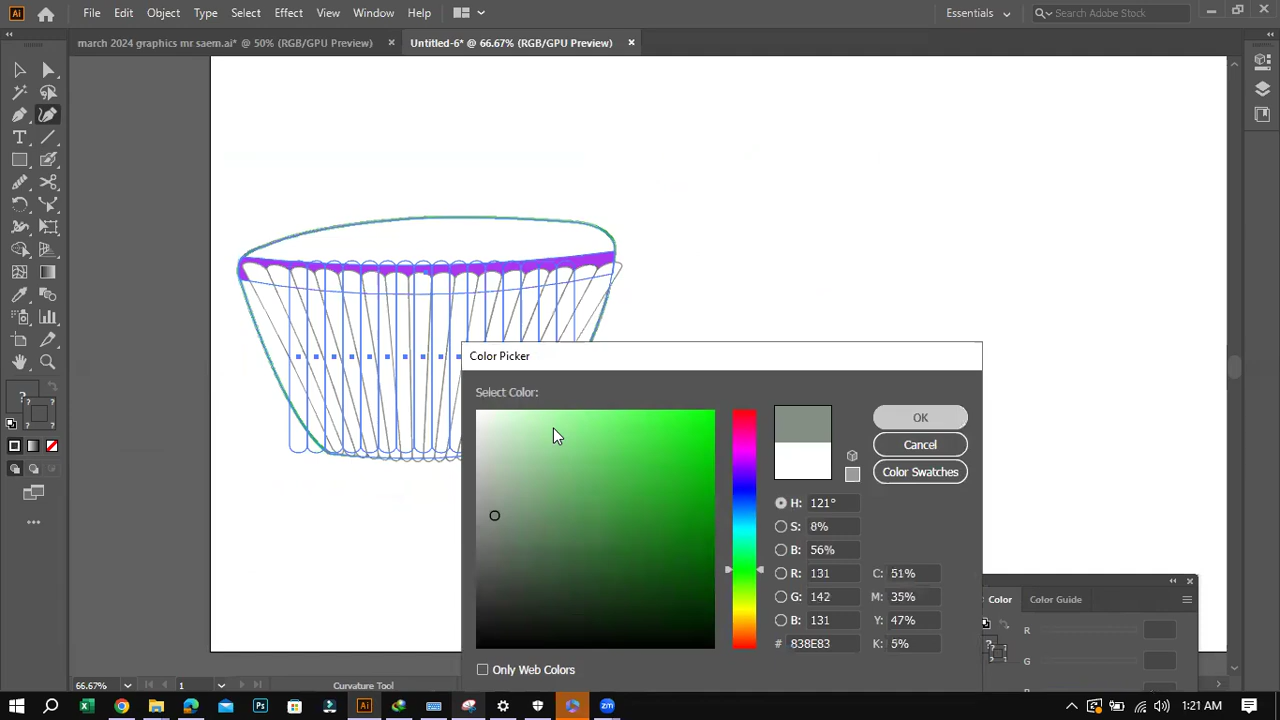 Ai File Edit Object Type Select Effect View Window Help Essentials Search Adobe Stock
march 2024 graphics mr saem.ai* @ 50% (RGB/GPU Preview) Untitled-6* @ 66.67% (RGB/GPU Preview)
Color Picker
Select Color:
OK
Cancel
Color Swatches
H: 121°
S: 8%
B: 56%
R: 131 C: 51%
G: 142 M: 35%
B: 131 Y: 47%
# 838E83 K: 5%
Only Web Colors
Color Color Guide
R
G
66.67% 1 Curvature Tool
1:21 AM